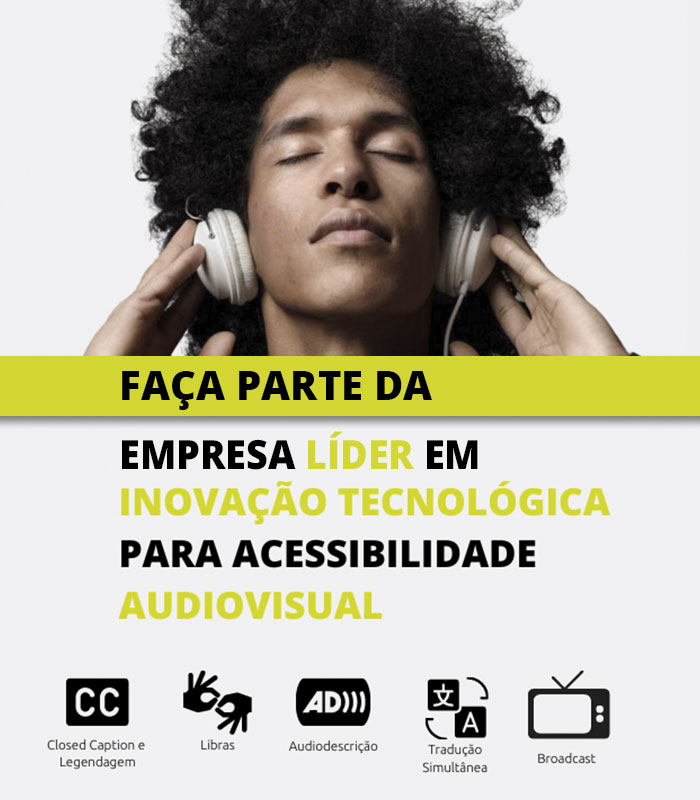 FAÇA PARTE DA
EMPRESA LÍDER EM
INOVAÇÃO TECNOLÓGICA
PARA ACESSIBILIDADE
AUDIOVISUAL
CC
AD
文
A
Closed Caption e
Legendagem
Libras
Audiodescrição
Tradução
Simultânea
Broadcast